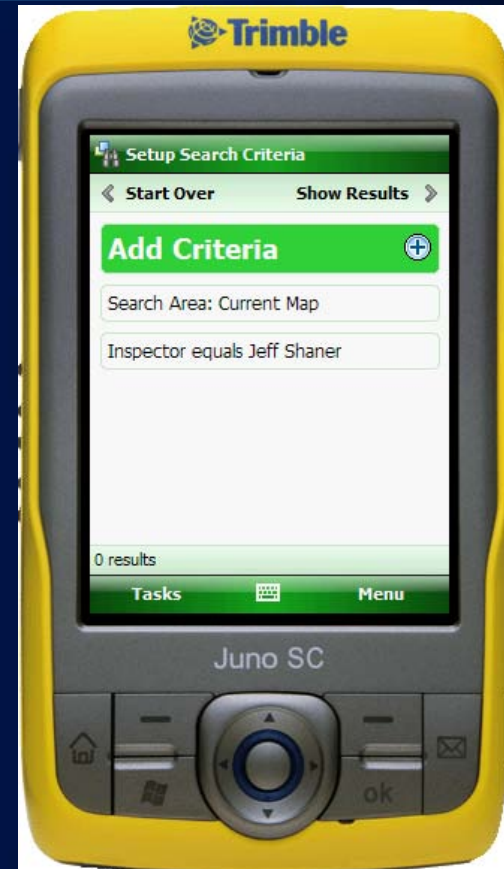 Trimble
Setup Search Criteria
Start Over Show Results
Add Criteria
Search Area: Current Map
Inspector equals Jeff Shaner
0 results
Tasks Menu
Juno SC
ok